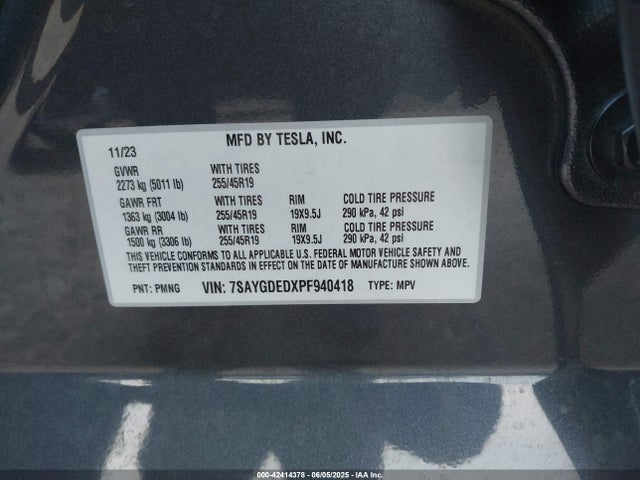 MFD BY TESLA, INC.
11/23
GVWR WITH TIRES
2273 kg (5011 lb) 255/45R19
GAWR FRT WITH TIRES RIM COLD TIRE PRESSURE
1363 kg (3004 lb) 255/45R19 19X9.5J 290 kPa, 42 psi
GAWR RR WITH TIRES RIM COLD TIRE PRESSURE
1500 kg (3306 lb) 255/45R19 19X9.5J 290 kPa, 42 psi
THIS VEHICLE CONFORMS TO ALL APPLICABLE U.S. FEDERAL MOTOR VEHICLE SAFETY AND
THEFT PREVENTION STANDARDS IN EFFECT ON THE DATE OF MANUFACTURE SHOWN ABOVE.
PNT: PMNG VIN: 7SAYGDEDXPF940418 TYPE: MPV
000-42414378 - 06/05/2025 - IAA Inc.